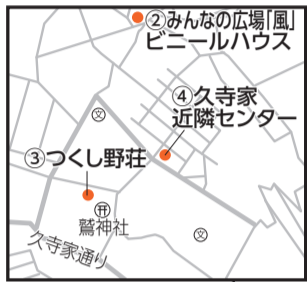 ②みんなの広場「風」
ビニールハウス
④久寺家
近隣センター
文
③つくし野荘
鷲神社
文
久寺家通り